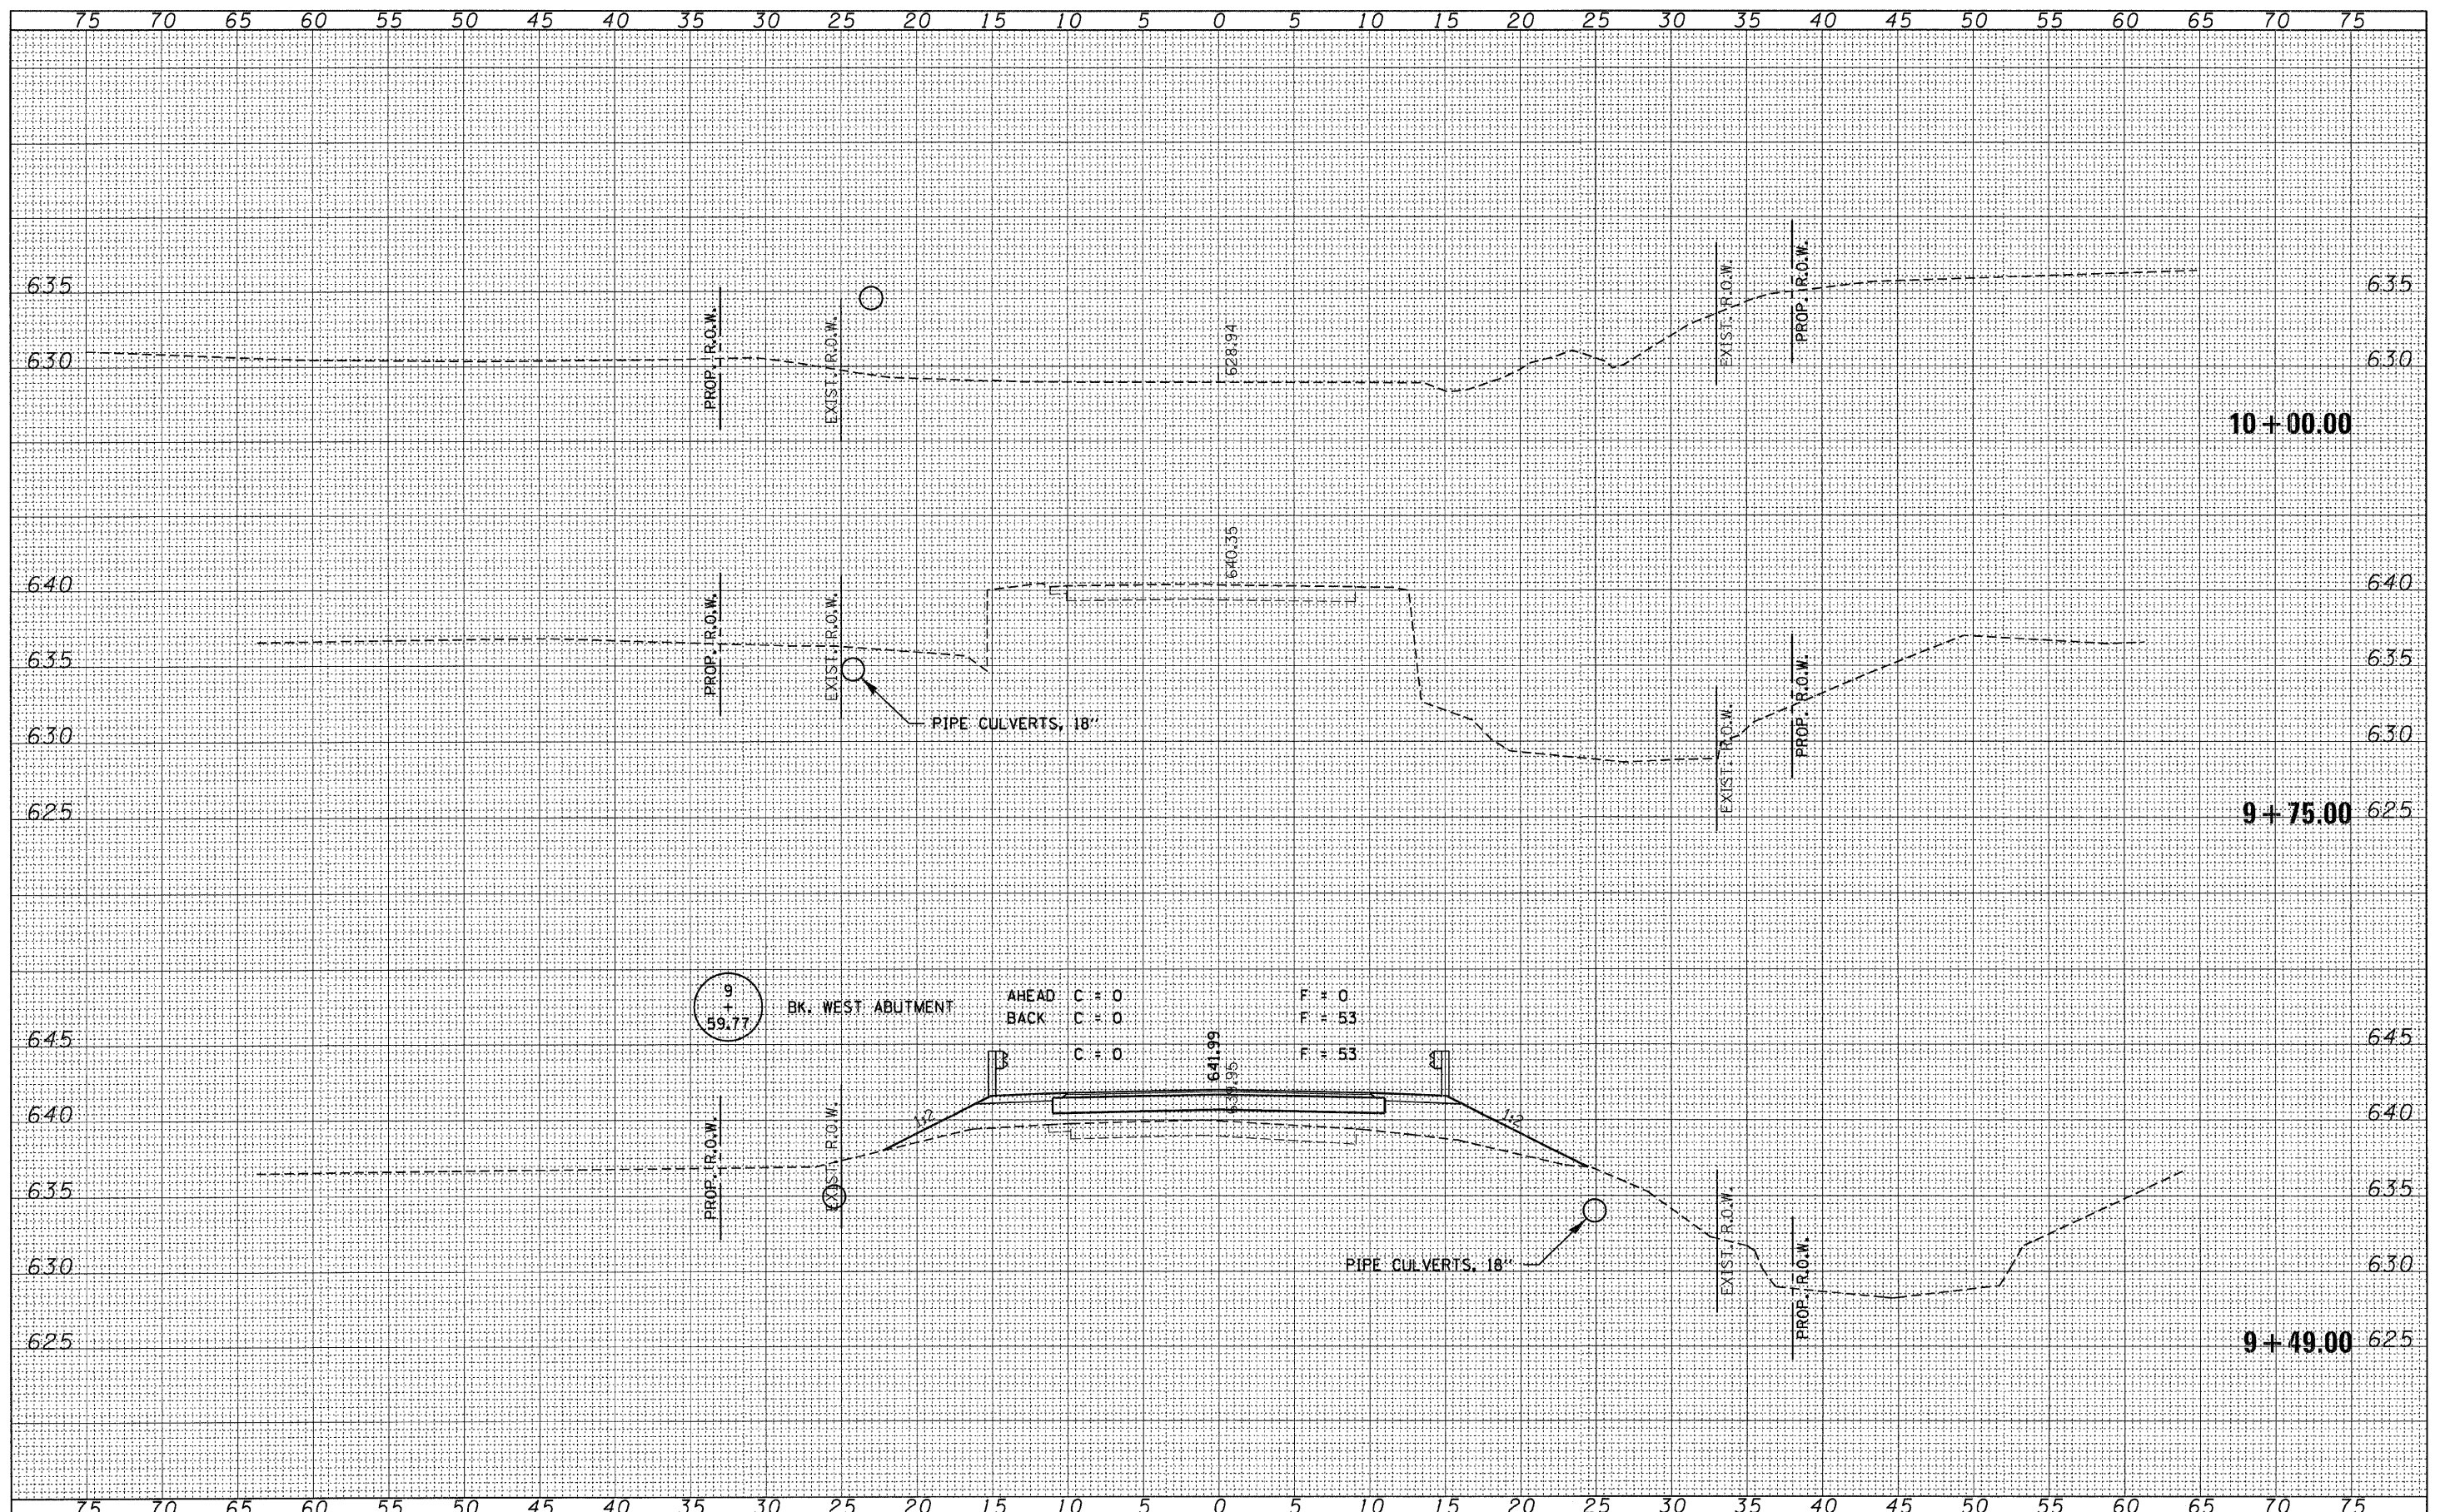 75 70 65 60 55 50 45 40 35 30 25 20 15 10 5 0 5 10 15 20 25 30 35 40 45 50 55 60 65 70 75
635 635
630 630
PROP. R.O.W.
EXIST. R.O.W.
628.94
EXIST. R.O.W.
PROP. R.O.W.
10+00.00
640 640
635 635
630 630
625 625
PROP. R.O.W.
EXIST. R.O.W.
PIPE CULVERTS, 18"
640.35
EXIST. R.O.W.
PROP. R.O.W.
9+75.00
9
+
59.77
BK. WEST ABUTMENT
AHEAD C = 0 F = 0
BACK C = 0 F = 53
C = 0 F = 53
645 645
640 640
635 635
630 630
625 625
641.99
639.95
1:2
1:2
PROP. R.O.W.
EXIST. R.O.W.
PIPE CULVERTS, 18"
EXIST. R.O.W.
PROP. R.O.W.
9+49.00
75 70 65 60 55 50 45 40 35 30 25 20 15 10 5 0 5 10 15 20 25 30 35 40 45 50 55 60 65 70 75